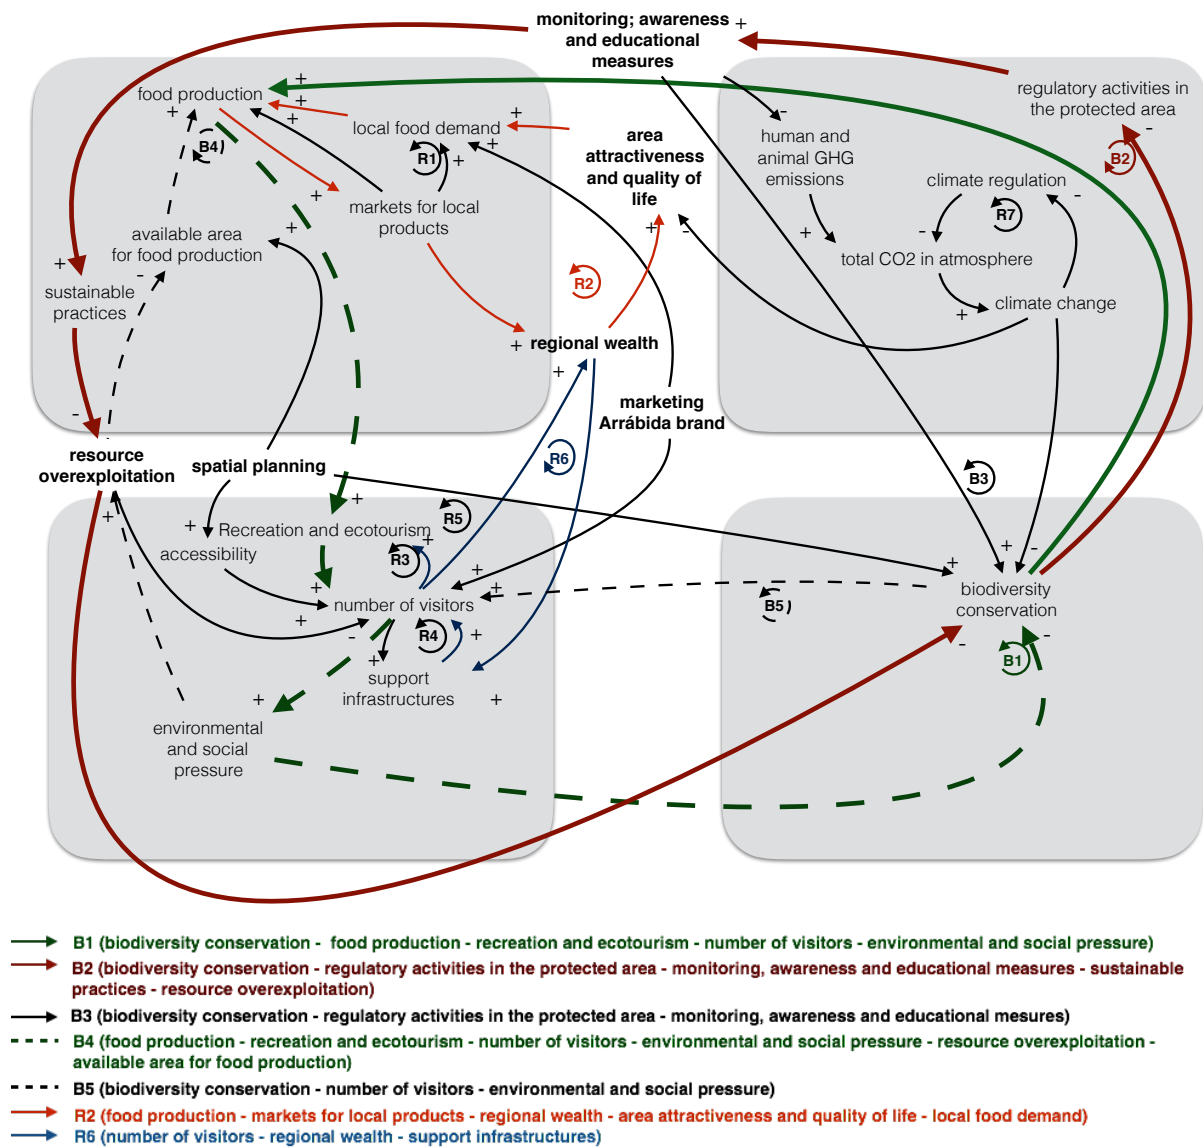 monitoring; awareness
and educational
measures
+
regulatory activities in
the protected area
-
B2
food production
+
+
+
+
B4
local food demand
+
+
+
R1
markets for local
products
+
available area
for food production
+
-
sustainable
practices
+
-
area
attractiveness
and quality of
life
+
-
R2
regional wealth
+
+
human and
animal GHG
emissions
-
climate regulation
-
R7
total CO2 in atmosphere
+
-
climate change
+
marketing
Arrábida brand
resource
overexploitation
+
spatial planning
R6
B3
Recreation and ecotourism
+
+
R5
accessibility
+
R3
number of visitors
+
+
+
+
-
R4
+
+
support
infrastructures
+
environmental
and social
pressure
+
B5
biodiversity
conservation
+
+
-
-
-
B1
B1 (biodiversity conservation - food production - recreation and ecotourism - number of visitors - environmental and social pressure)
B2 (biodiversity conservation - regulatory activities in the protected area - monitoring, awareness and educational measures - sustainable
practices - resource overexploitation)
B3 (biodiversity conservation - regulatory activities in the protected area - monitoring, awareness and educational mesures)
B4 (food production - recreation and ecotourism - number of visitors - environmental and social pressure - resource overexploitation -
available area for food production)
B5 (biodiversity conservation - number of visitors - environmental and social pressure)
R2 (food production - markets for local products - regional wealth - area attractiveness and quality of life - local food demand)
R6 (number of visitors - regional wealth - support infrastructures)